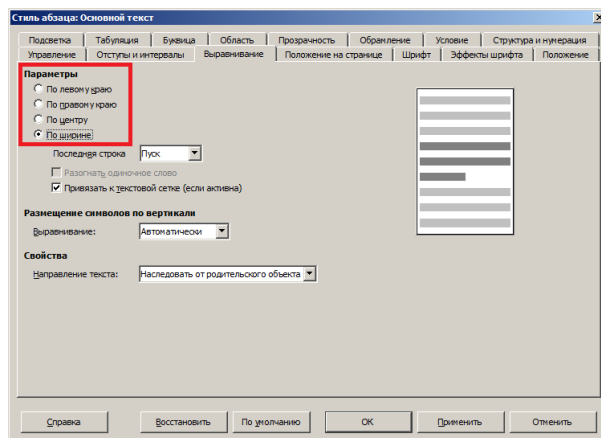 Стиль абзаца: Основной текст
Подсветка Табуляция Буквица Область Прозрачность Обрамление Условие Структура и нумерация
Управление Отступы и интервалы Выравнивание Положение на странице Шрифт Эффекты шрифта Положение
Параметры
По левому краю
По правому краю
По центру
По ширине
Последняя строка Пуск
Разогнать одиночное слово
Привязать к текстовой сетке (если активна)
Размещение символов по вертикали
Выравнивание: Автоматически
Свойства
Направление текста: Наследовать от родительского объекта
Справка Восстановить По умолчанию ОК Применить Отменить